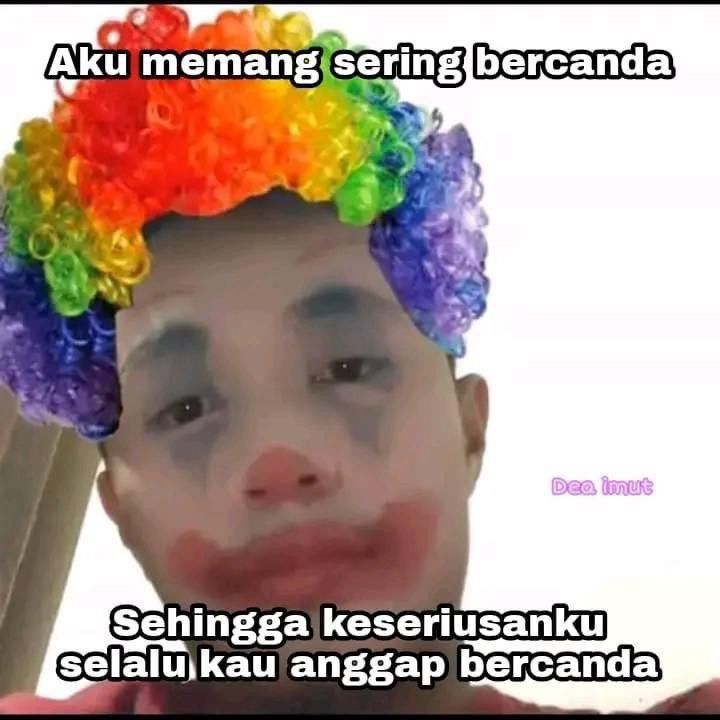 Aku memang sering bercanda
Dea imut
Sehingga keseriusanku
selalu kau anggap bercanda